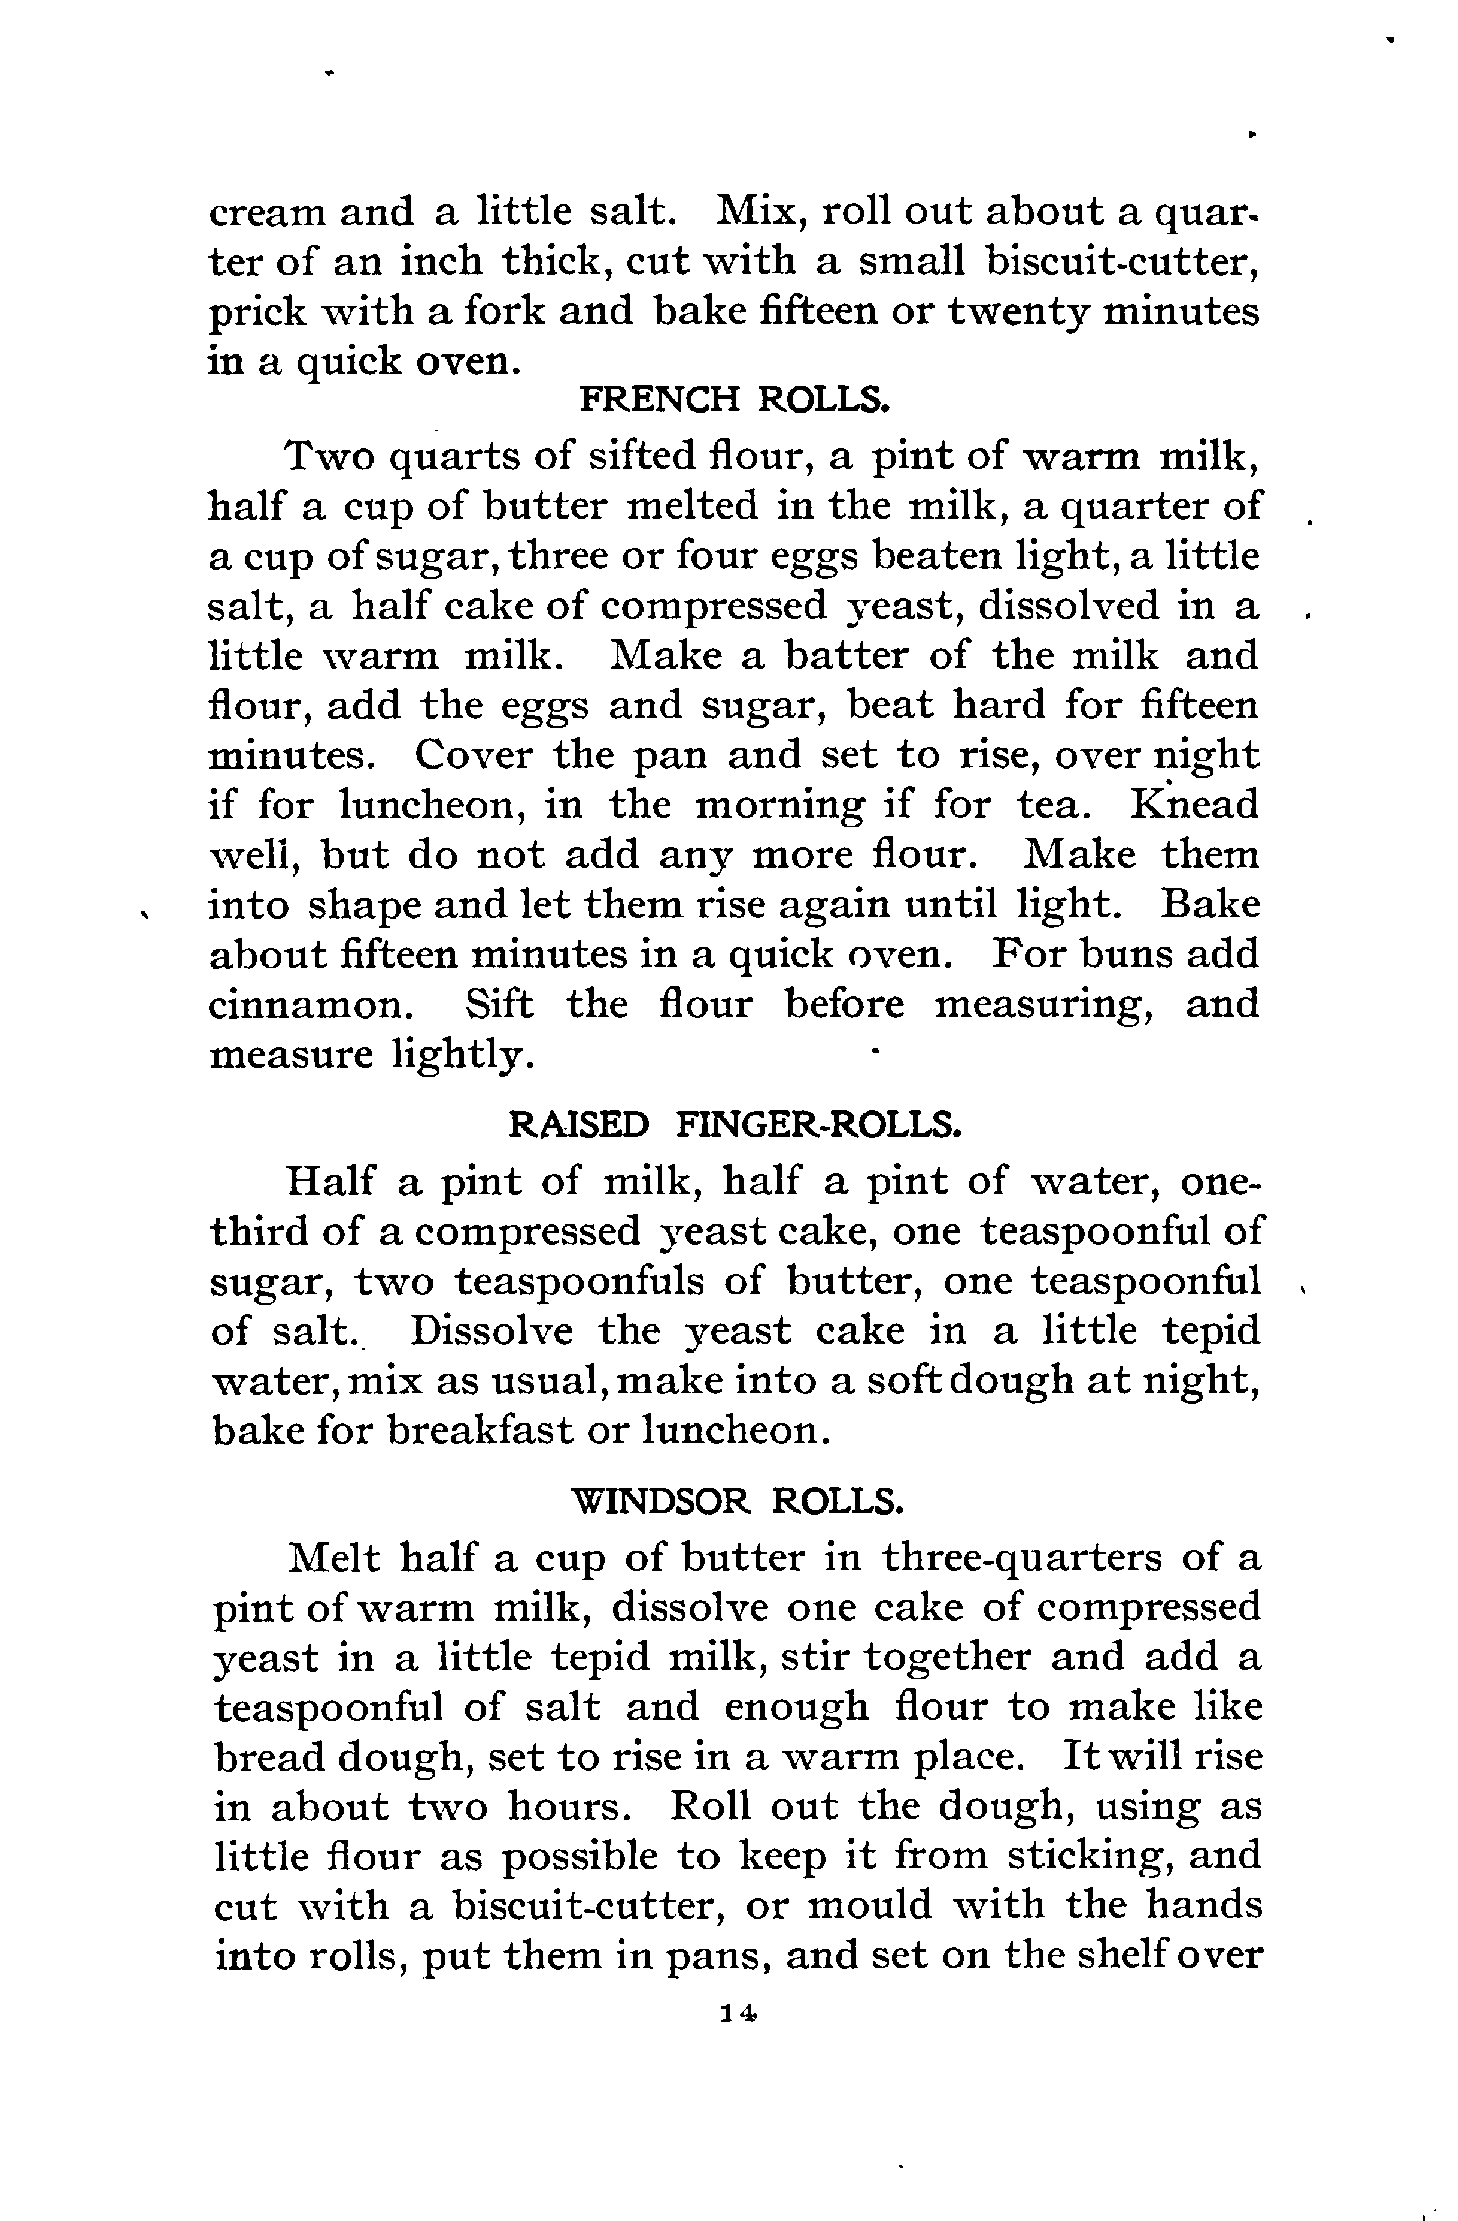 cream and a little salt. Mix, roll out about a quar-
ter of an inch thick, cut with a small biscuit-cutter,
prick with a fork and bake fifteen or twenty minutes
in a quick oven.
FRENCH ROLLS.
Two quarts of sifted flour, a pint of warm milk,
half a cup of butter melted in the milk, a quarter of
a cup of sugar, three or four eggs beaten light, a little
salt, a half cake of compressed yeast, dissolved in a
little warm milk. Make a batter of the milk and
flour, add the eggs and sugar, beat hard for fifteen
minutes. Cover the pan and set to rise, over night
if for luncheon, in the morning if for tea. Knead
well, but do not add any more flour. Make them
into shape and let them rise again until light. Bake
about fifteen minutes in a quick oven. For buns add
cinnamon. Sift the flour before measuring, and
measure lightly.
RAISED FINGER-ROLLS.
Half a pint of milk, half a pint of water, one-
third of a compressed yeast cake, one teaspoonful of
sugar, two teaspoonfuls of butter, one teaspoonful
of salt. Dissolve the yeast cake in a little tepid
water, mix as usual, make into a soft dough at night,
bake for breakfast or luncheon.
WINDSOR ROLLS.
Melt half a cup of butter in three-quarters of a
pint of warm milk, dissolve one cake of compressed
yeast in a little tepid milk, stir together and add a
teaspoonful of salt and enough flour to make like
bread dough, set to rise in a warm place. It will rise
in about two hours. Roll out the dough, using as
little flour as possible to keep it from sticking, and
cut with a biscuit-cutter, or mould with the hands
into rolls, put them in pans, and set on the shelf over
14